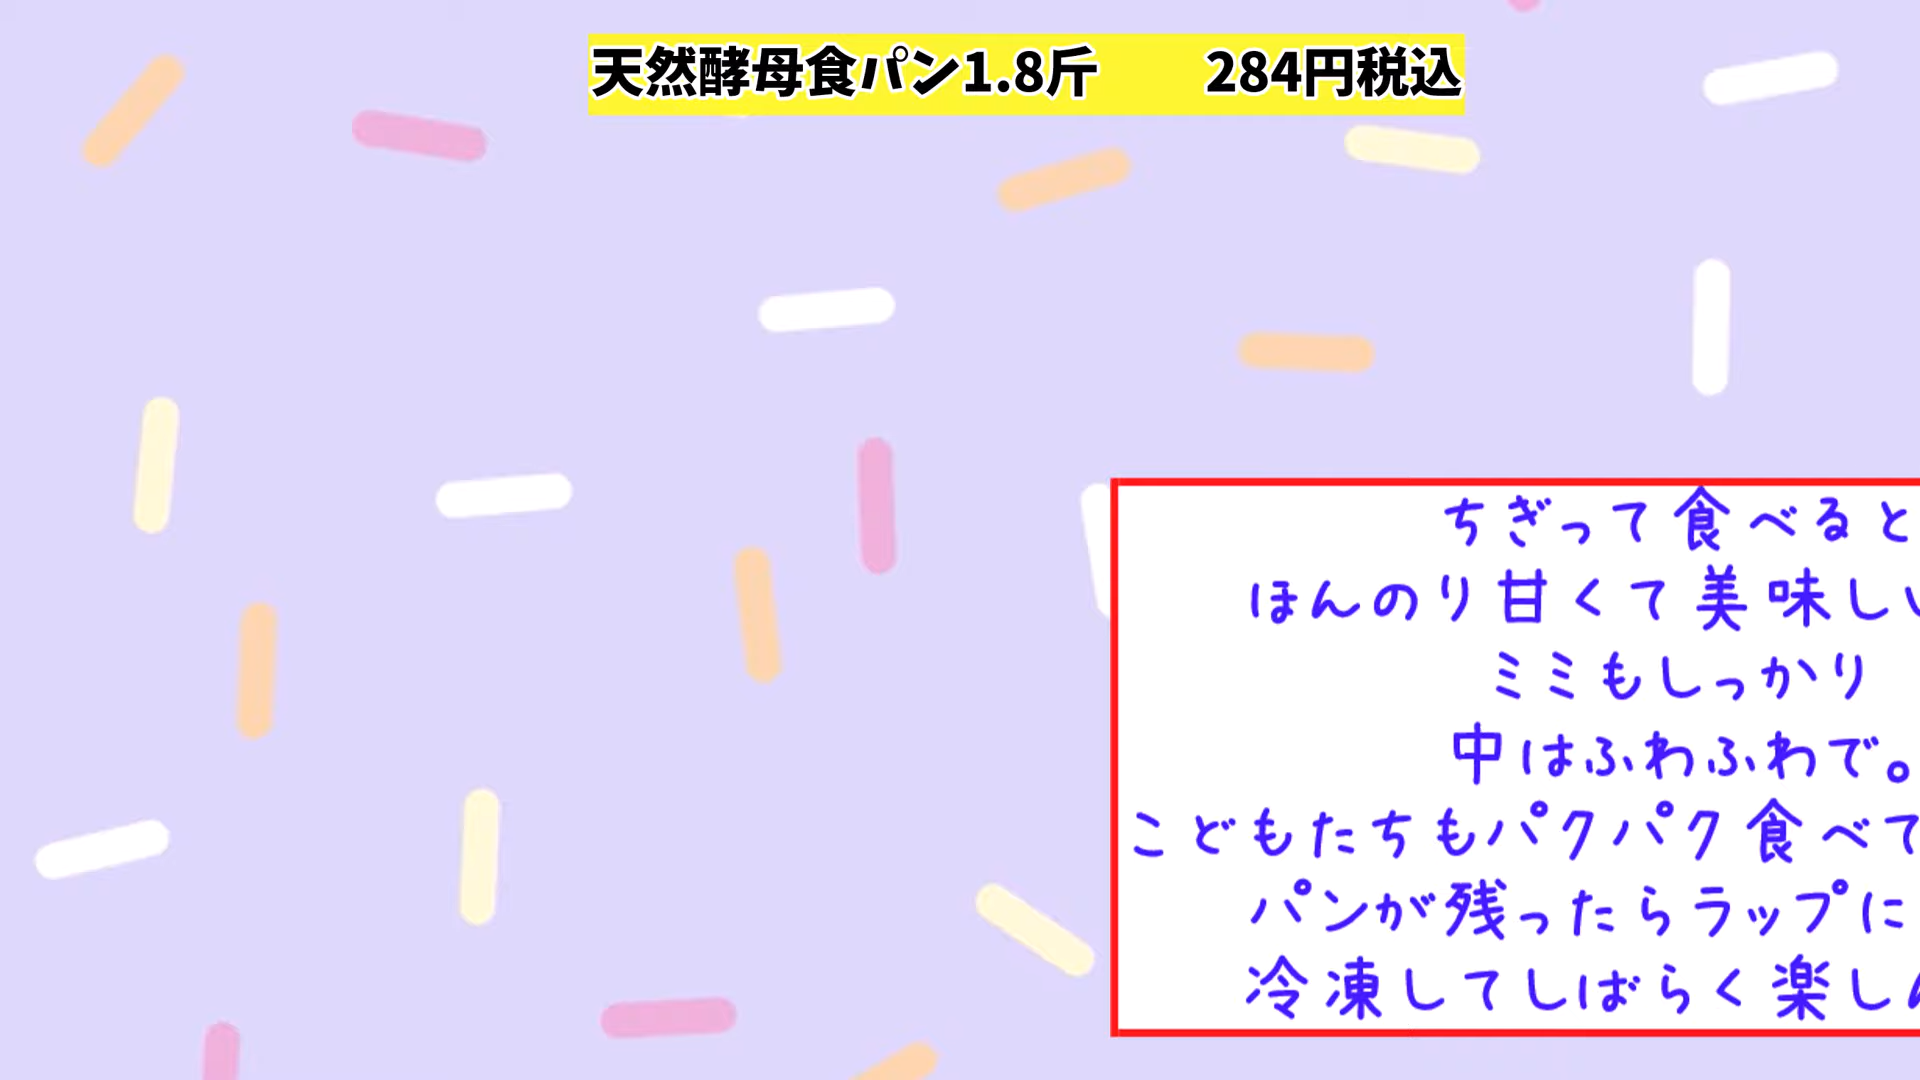 天然酵母食パン1.8斤　　284円税込
ちぎって食べると
ほんのり甘くて美味し
ミミもしっかり
中はふわふわで。
こどもたちもパクパク食べて
パンが残ったらラップに
冷凍してしばらく楽し